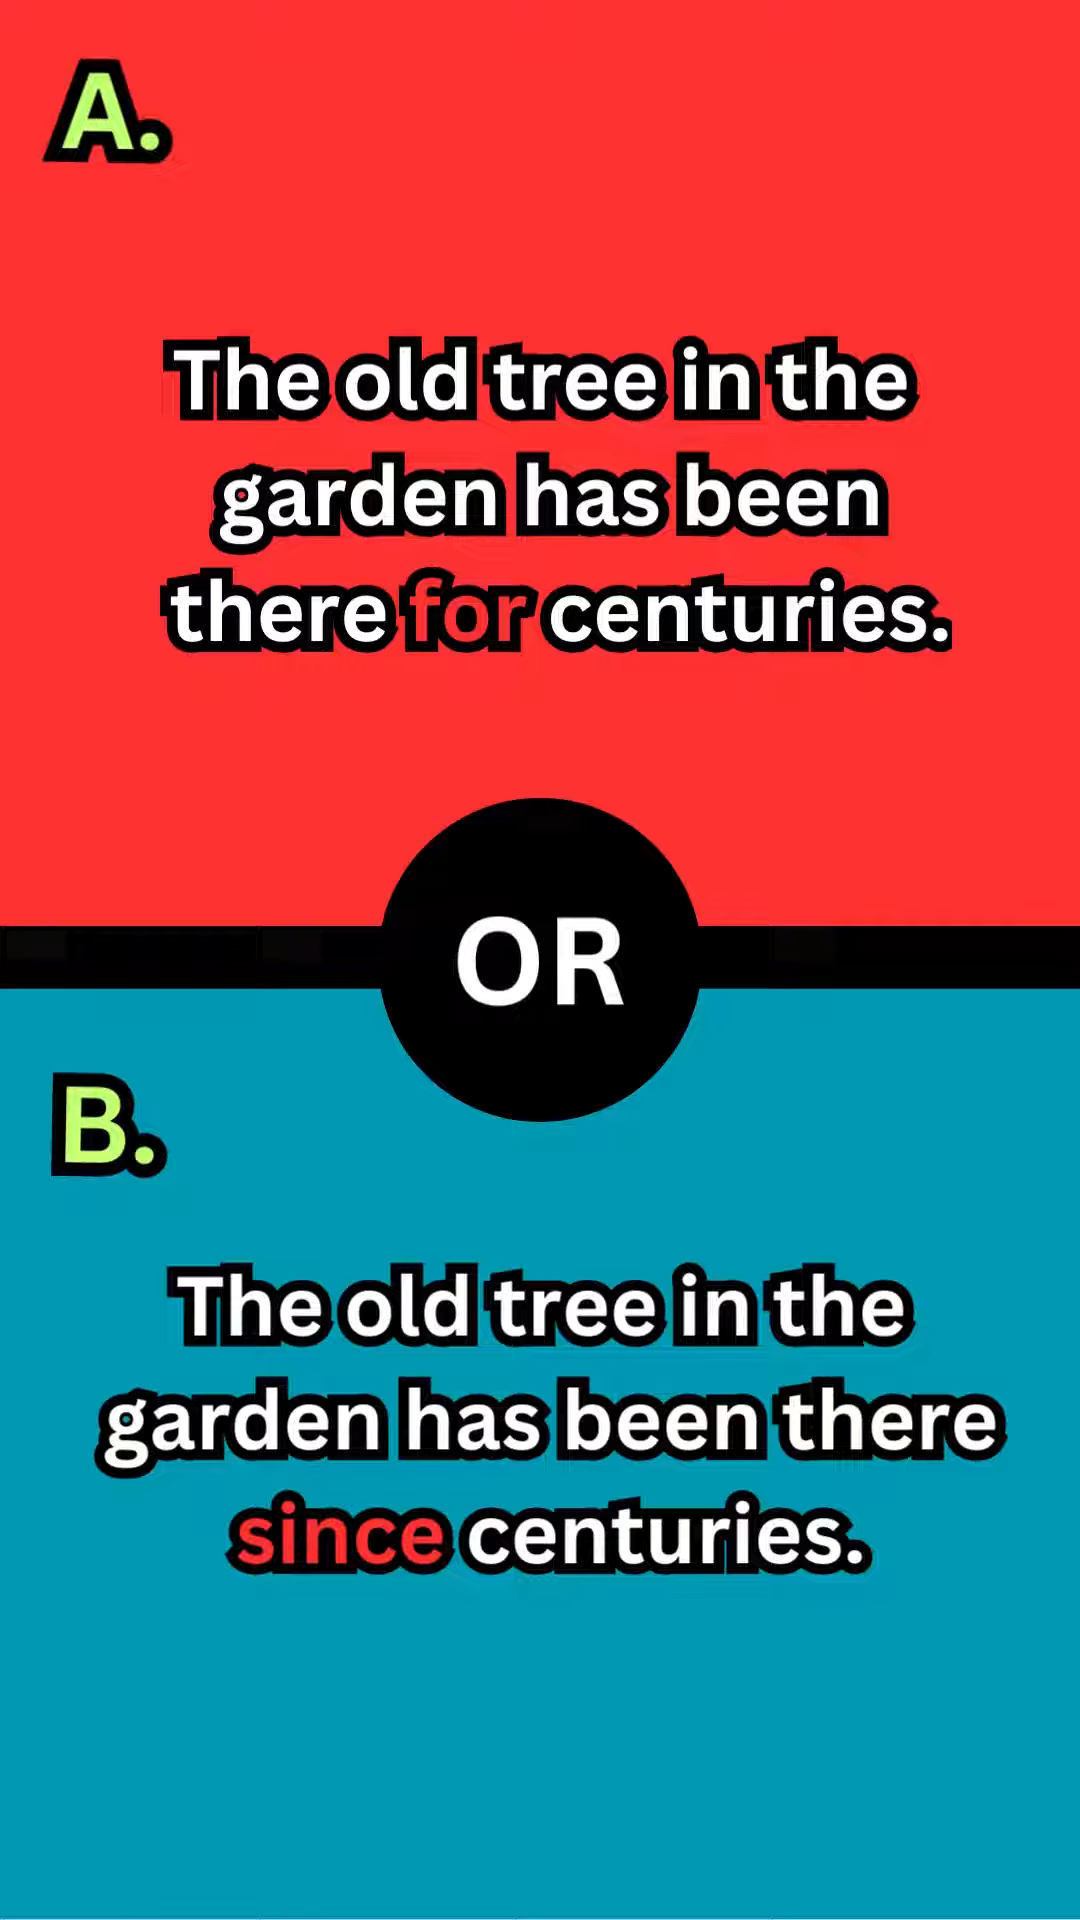 A.
The old tree in the
garden has been
there for centuries.
OR
B.
The old tree in the
garden has been there
since centuries.